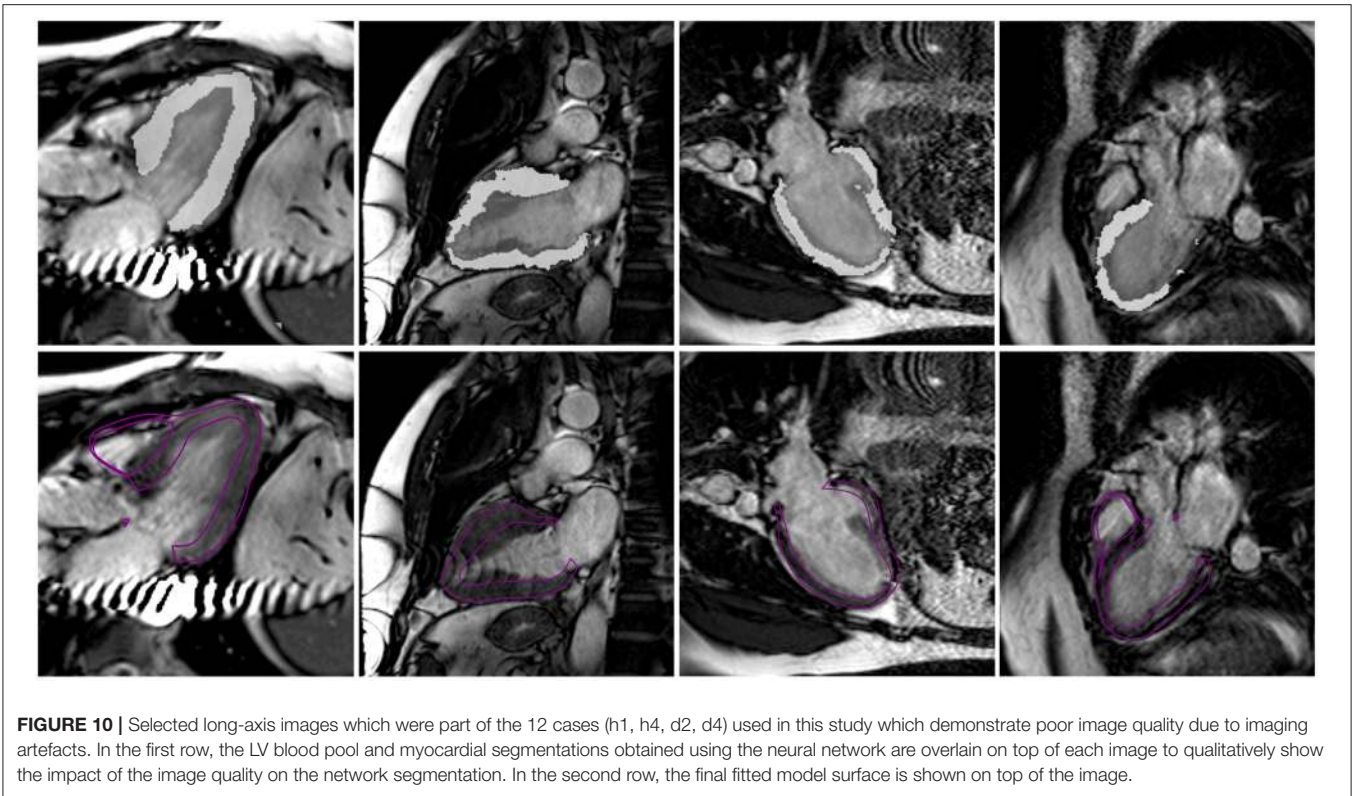 FIGURE 10 | Selected long-axis images which were part of the 12 cases (h1, h4, d2, d4) used in this study which demonstrate poor image quality due to imaging
artefacts. In the first row, the LV blood pool and myocardial segmentations obtained using the neural network are overlain on top of each image to qualitatively show
the impact of the image quality on the network segmentation. In the second row, the final fitted model surface is shown on top of the image.